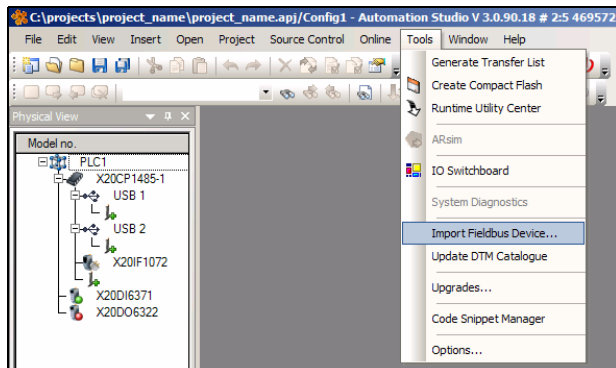 C:\projects\project_name\project_name.apj/Config1 - Automation Studio V 3.0.90.18 # 2:5 469572
File Edit View Insert Open Project Source Control Online Tools Window Help
Generate Transfer List
Create Compact Flash
Runtime Utility Center
Physical View
ARsim
Model no.
PLC1
IO Switchboard
X20CP1485-1
USB 1
System Diagnostics
USB 2
Import Fieldbus Device...
Update DTM Catalogue
X20IF1072
Upgrades...
X20DI6371
X20DO6322
Code Snippet Manager
Options...